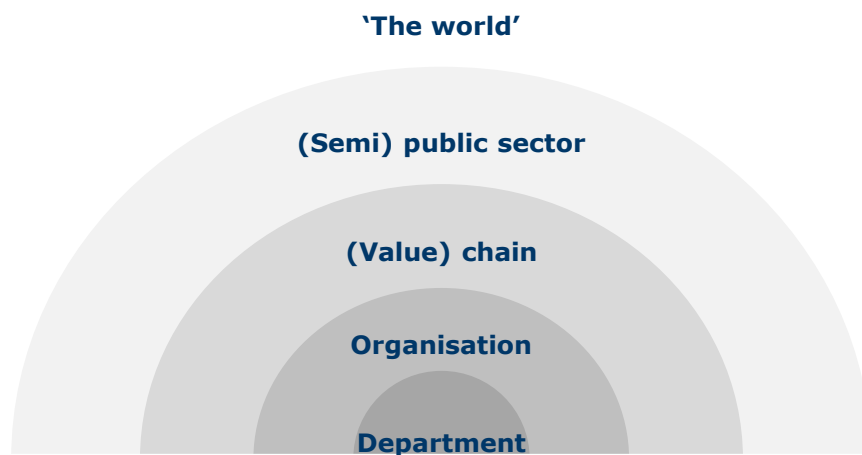 ‘The world’
(Semi) public sector
(Value) chain
Organisation
Department